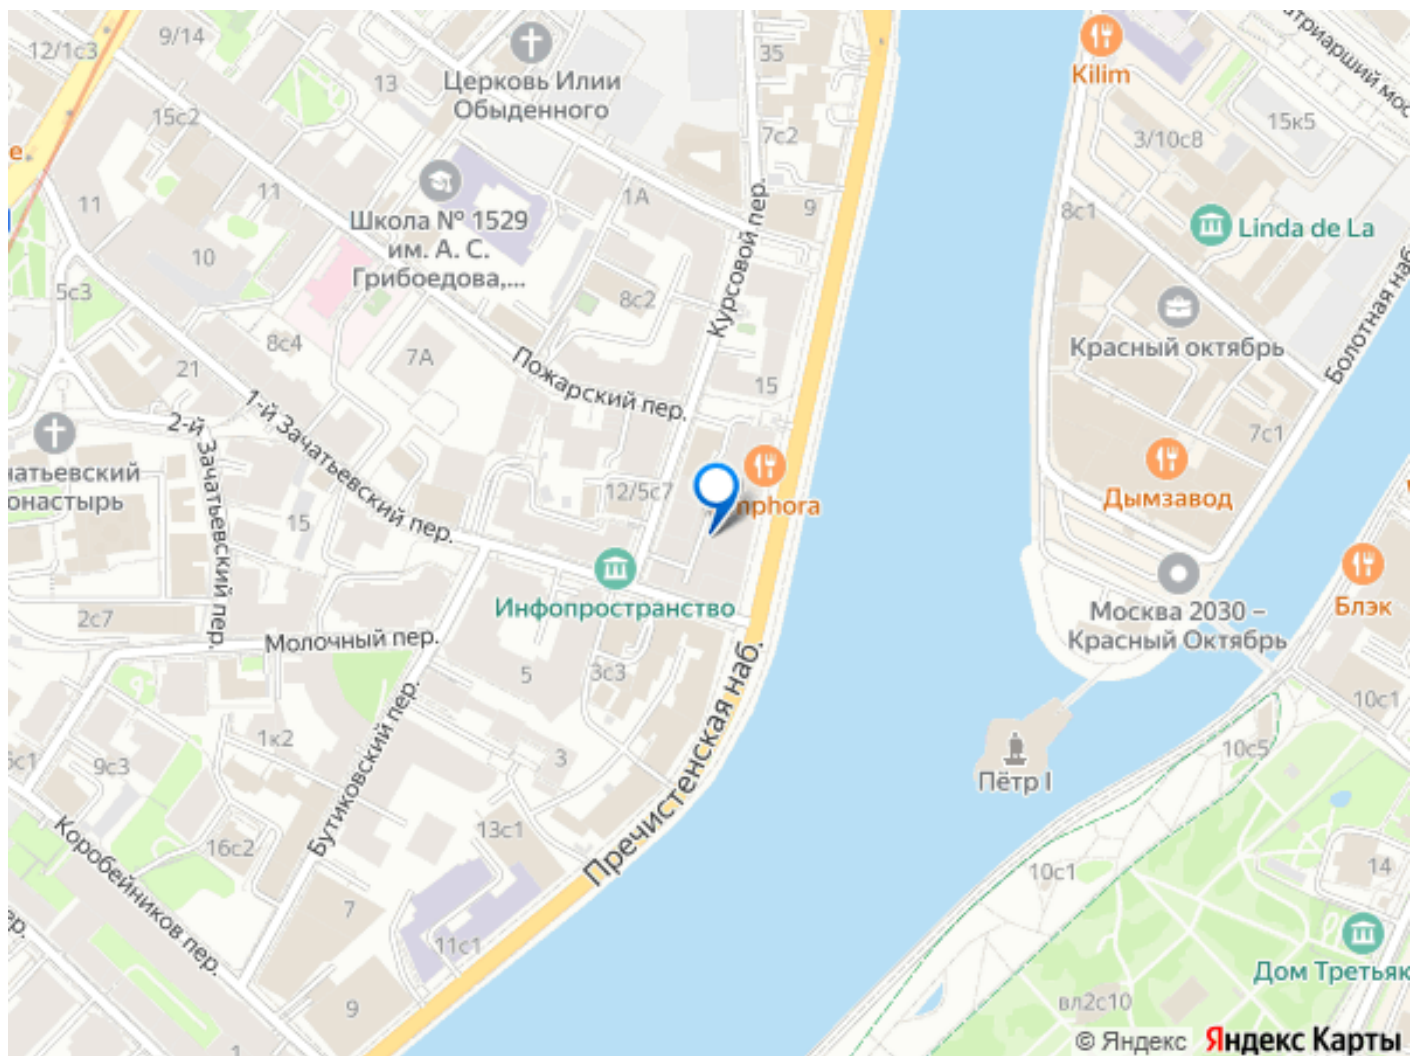 12/1с3
9/14
13
Церковь Илии
Обыденного
35
Kilim
15с2
7с2
3/10с8
15к5
е
11
11
Школа № 1529
им. А. С.
Грибоедова,...
1А
9
8с1
Linda de La
10
5с3
8с2
Курсовой пер.
Красный октябрь
Болотная наб.
8с4
7А
21
Пожарский пер.
15
1-й Зачатьевский пер.
2-й Зачатьевский пер.
7с1
Дымзавод
12/5с7
15
Инфопространство
Москва 2030 –
Красный Октябрь
Блэк
2с7
Молочный пер.
5
3с3
Пречистенская наб.
10с1
1к2
9с3
3
10с5
Пётр I
Бутиковский пер.
Коробейников пер.
16с2
13с1
14
10с1
7
11с1
9
1
вл2с10
© Яндекс
Яндекс Карты